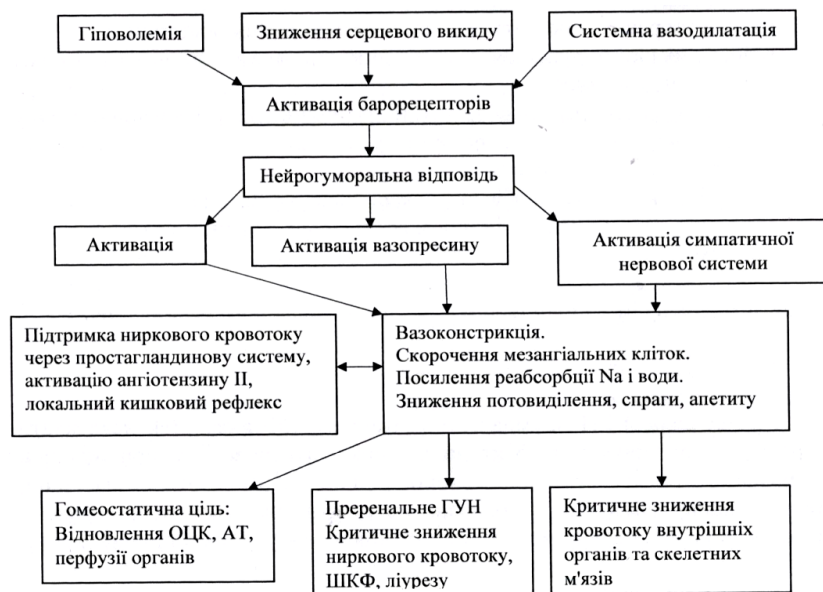 Гіповолемія
Зниження серцевого викиду
Системна вазодилатація
Активація барорецепторів
Нейрогуморальна відповідь
Активація
Активація вазопресину
Активація симпатичної
нервової системи
Підтримка ниркового кровотоку
через простагландинову систему,
активацію ангіотензину II,
локальний кишковий рефлекс
Вазоконстрикція.
Скорочення мезангіальних кліток.
Посилення реабсорбції Na і води.
Зниження потовиділення, спраги, апетиту
Гомеостатична ціль:
Відновлення ОЦК, АТ,
перфузії органів
Преренальне ГУН
Критичне зниження
ниркового кровотоку,
ШКФ, ліурезу
Критичне зниження
кровотоку внутрішніх
органів та скелетних
м'язів